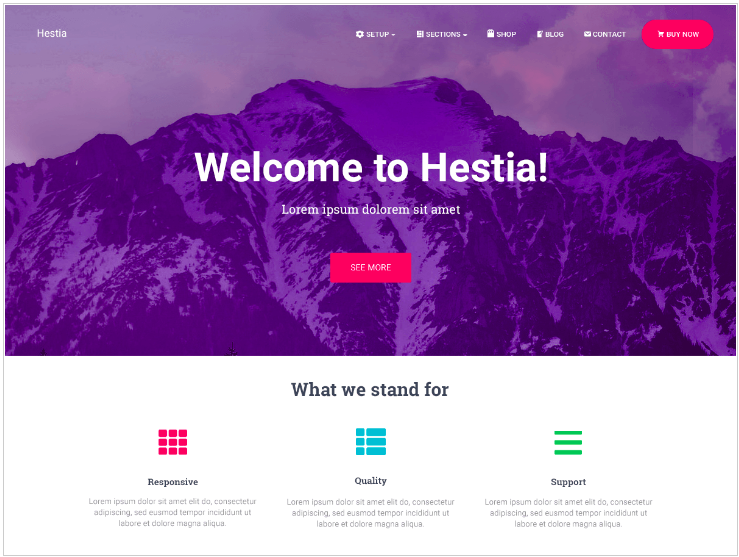 Hestia
SETUP
SECTIONS
SHOP
BLOG
CONTACT
BUY NOW
Welcome to Hestia!
Lorem ipsum dolorem sit amet
SEE MORE
What we stand for
Responsive
Lorem ipsum dolor sit amet elit do, consectetur
adipiscing, sed eiusmod tempor incididunt ut
labore et dolore magna aliqua.
Quality
Lorem ipsum dolor sit amet elit do, consectetur
adipiscing, sed eiusmod tempor incididunt ut
labore et dolore magna aliqua.
Support
Lorem ipsum dolor sit amet elit do, consectetur
adipiscing, sed eiusmod tempor incididunt ut
labore et dolore magna aliqua.